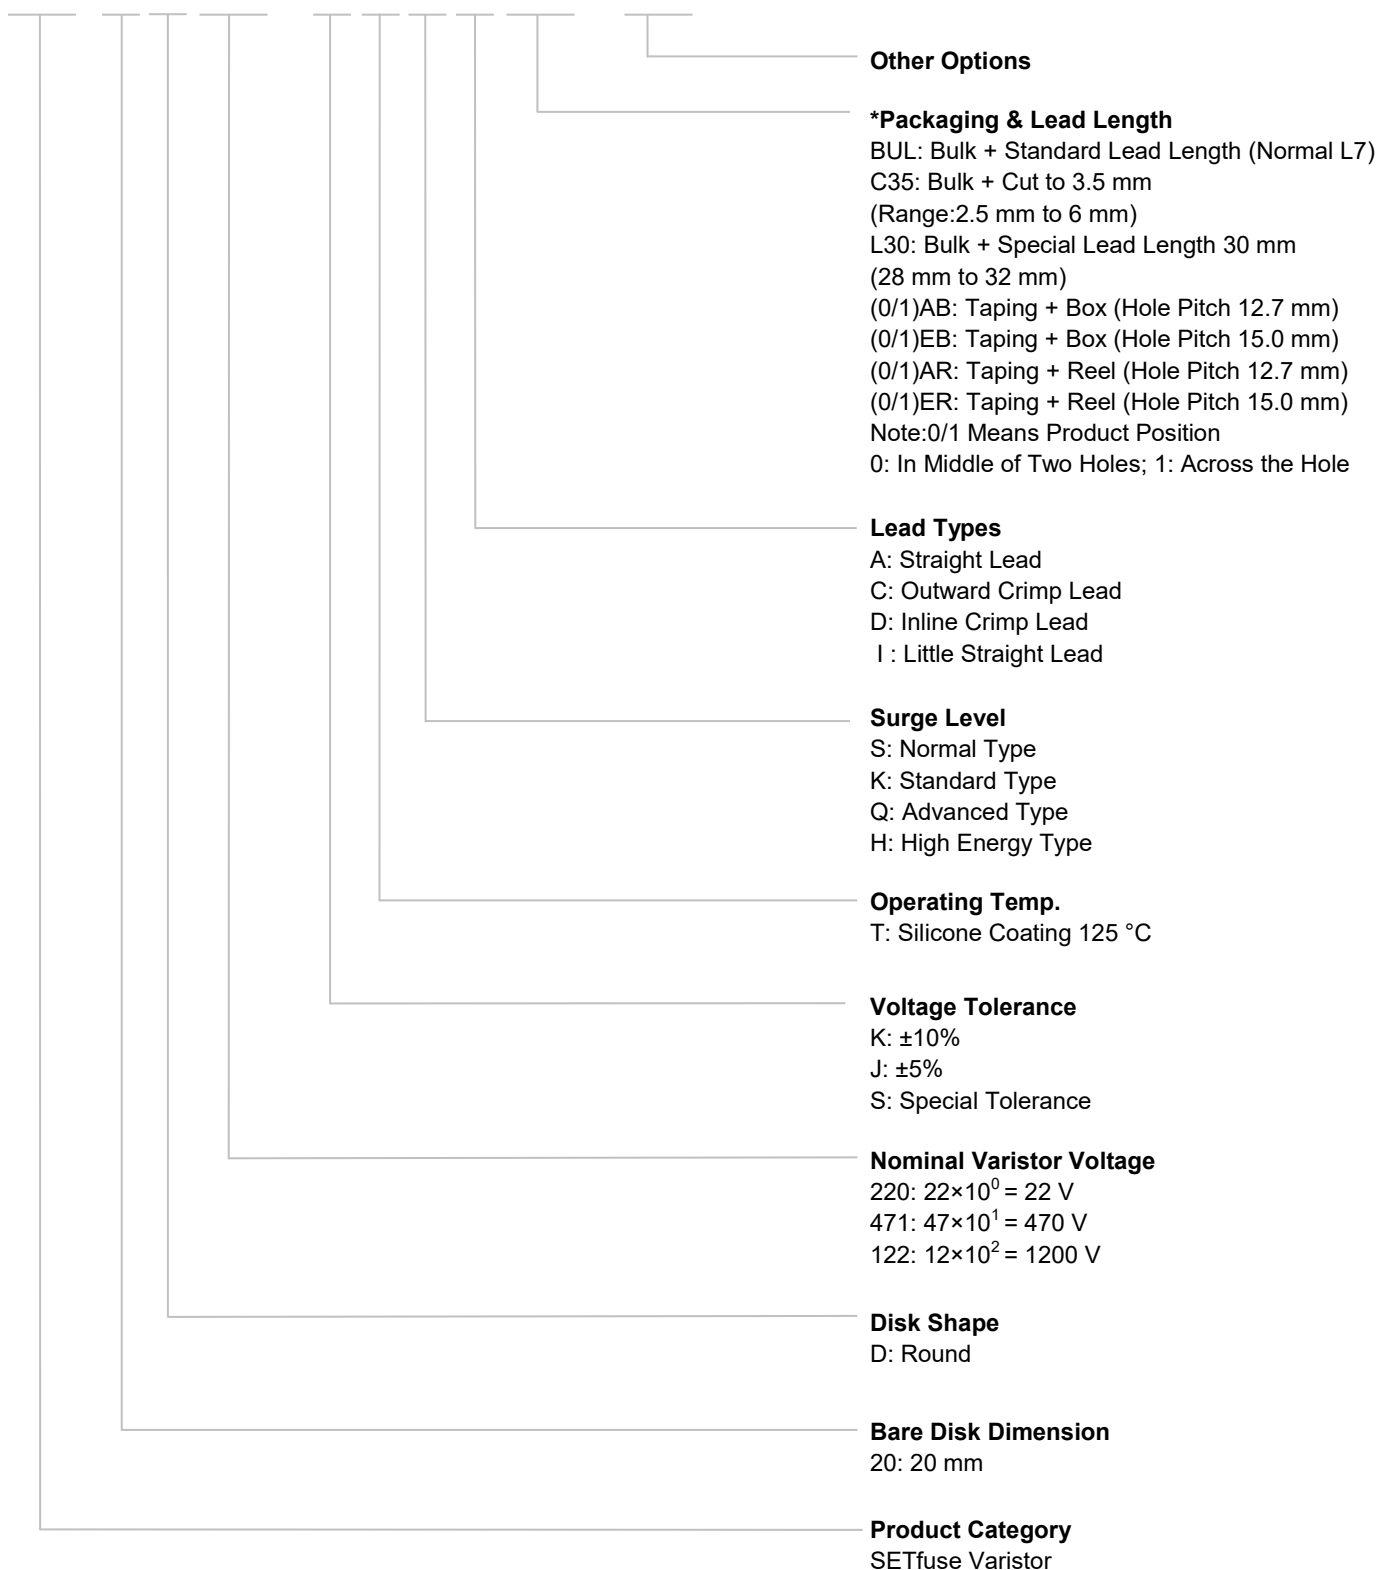 Other Options
*Packaging & Lead Length
BUL: Bulk + Standard Lead Length (Normal L7)
C35: Bulk + Cut to 3.5 mm
(Range:2.5 mm to 6 mm)
L30: Bulk + Special Lead Length 30 mm
(28 mm to 32 mm)
(0/1)AB: Taping + Box (Hole Pitch 12.7 mm)
(0/1)EB: Taping + Box (Hole Pitch 15.0 mm)
(0/1)AR: Taping + Reel (Hole Pitch 12.7 mm)
(0/1)ER: Taping + Reel (Hole Pitch 15.0 mm)
Note:0/1 Means Product Position
0: In Middle of Two Holes; 1: Across the Hole
Lead Types
A: Straight Lead
C: Outward Crimp Lead
D: Inline Crimp Lead
I : Little Straight Lead
Surge Level
S: Normal Type
K: Standard Type
Q: Advanced Type
H: High Energy Type
Operating Temp.
T: Silicone Coating 125 °C
Voltage Tolerance
K: ±10%
J: ±5%
S: Special Tolerance
Nominal Varistor Voltage
220: 22×10⁰ = 22 V
471: 47×10¹ = 470 V
122: 12×10² = 1200 V
Disk Shape
D: Round
Bare Disk Dimension
20: 20 mm
Product Category
SETfuse Varistor